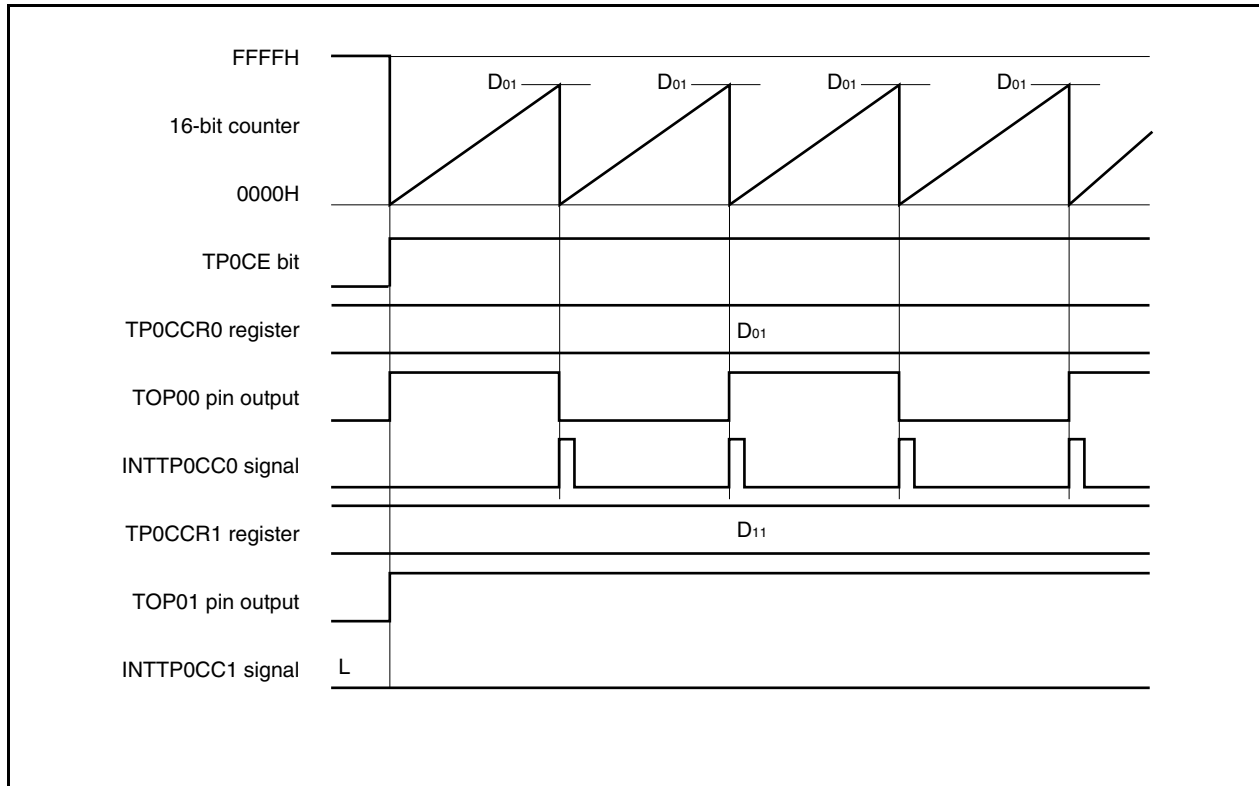 FFFFH
D01 D01 D01 D01
16-bit counter
0000H
TP0CE bit
TP0CCR0 register D01
TOP00 pin output
INTTP0CC0 signal
TP0CCR1 register D11
TOP01 pin output
INTTP0CC1 signal L